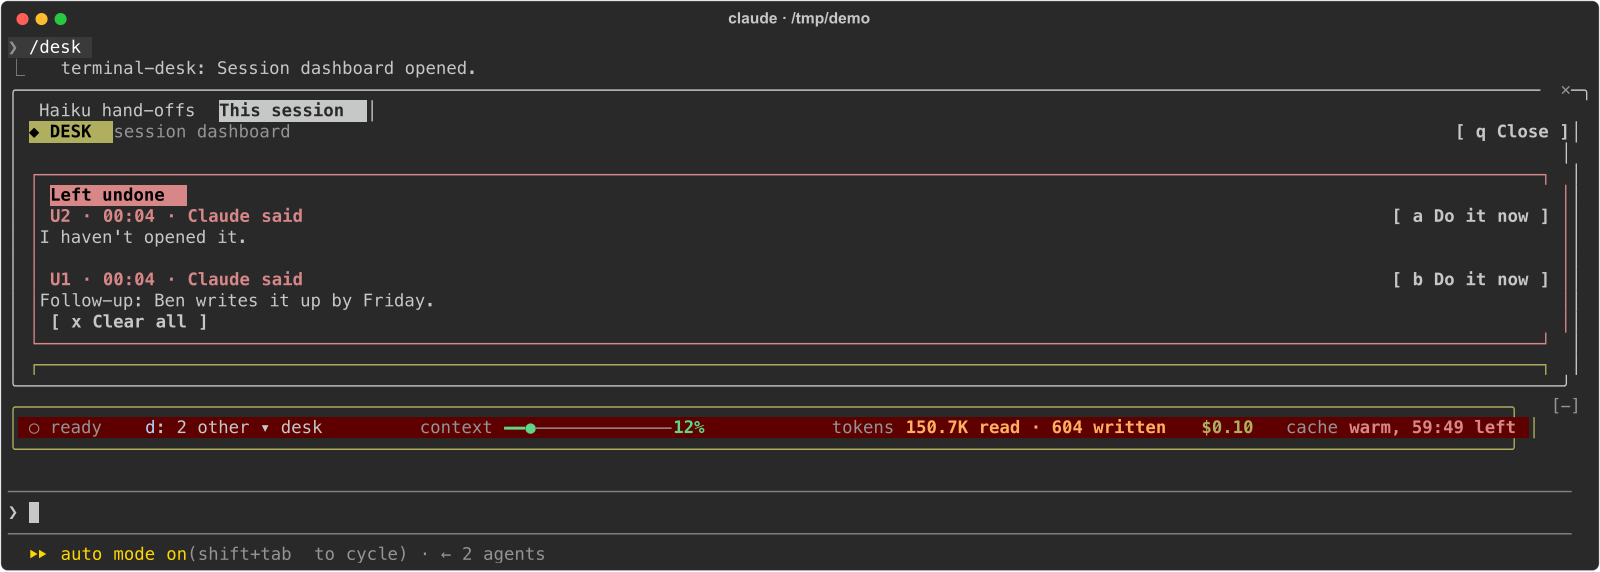 claude · /tmp/demo
❯ /desk
terminal-desk: Session dashboard opened.
×
Haiku hand-offs This session
◆ DESK session dashboard [ q Close ]
Left undone
U2 · 00:04 · Claude said [ a Do it now ]
I haven't opened it.
U1 · 00:04 · Claude said [ b Do it now ]
Follow-up: Ben writes it up by Friday.
[ x Clear all ]
[-]
○ ready d: 2 other ▾ desk context 12% tokens 150.7K read · 604 written $0.10 cache warm, 59:49 left
❯
▶▶ auto mode on(shift+tab to cycle) · ← 2 agents